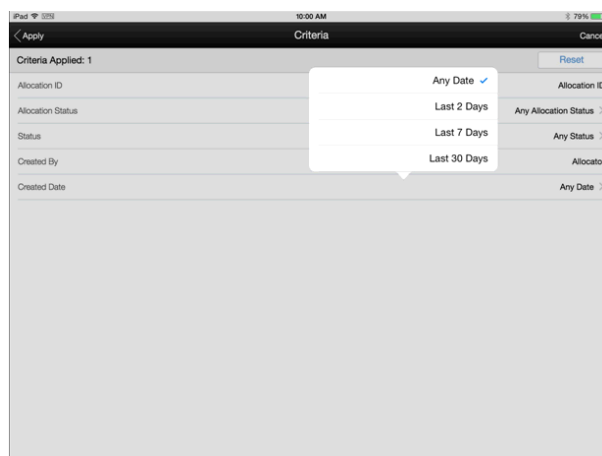 iPad
10:00 AM
79%
Apply
Criteria
Cance
Criteria Applied: 1
Reset
Allocation ID
Allocation ID
Allocation Status
Any Allocation Status
Status
Any Status
Created By
Allocato
Created Date
Any Date
Any Date
Last 2 Days
Last 7 Days
Last 30 Days